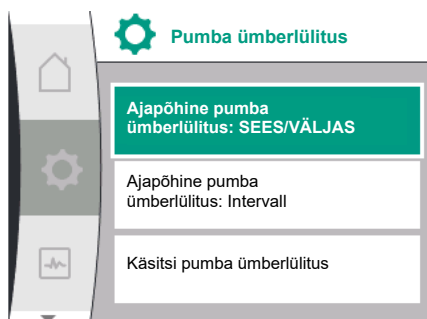 Pumba ümberlülitus
Ajapõhine pumba
ümberlülitus: SEES/VÄLJAS
Ajapõhine pumba
ümberlülitus: Intervall
Käsitsi pumba ümberlülitus